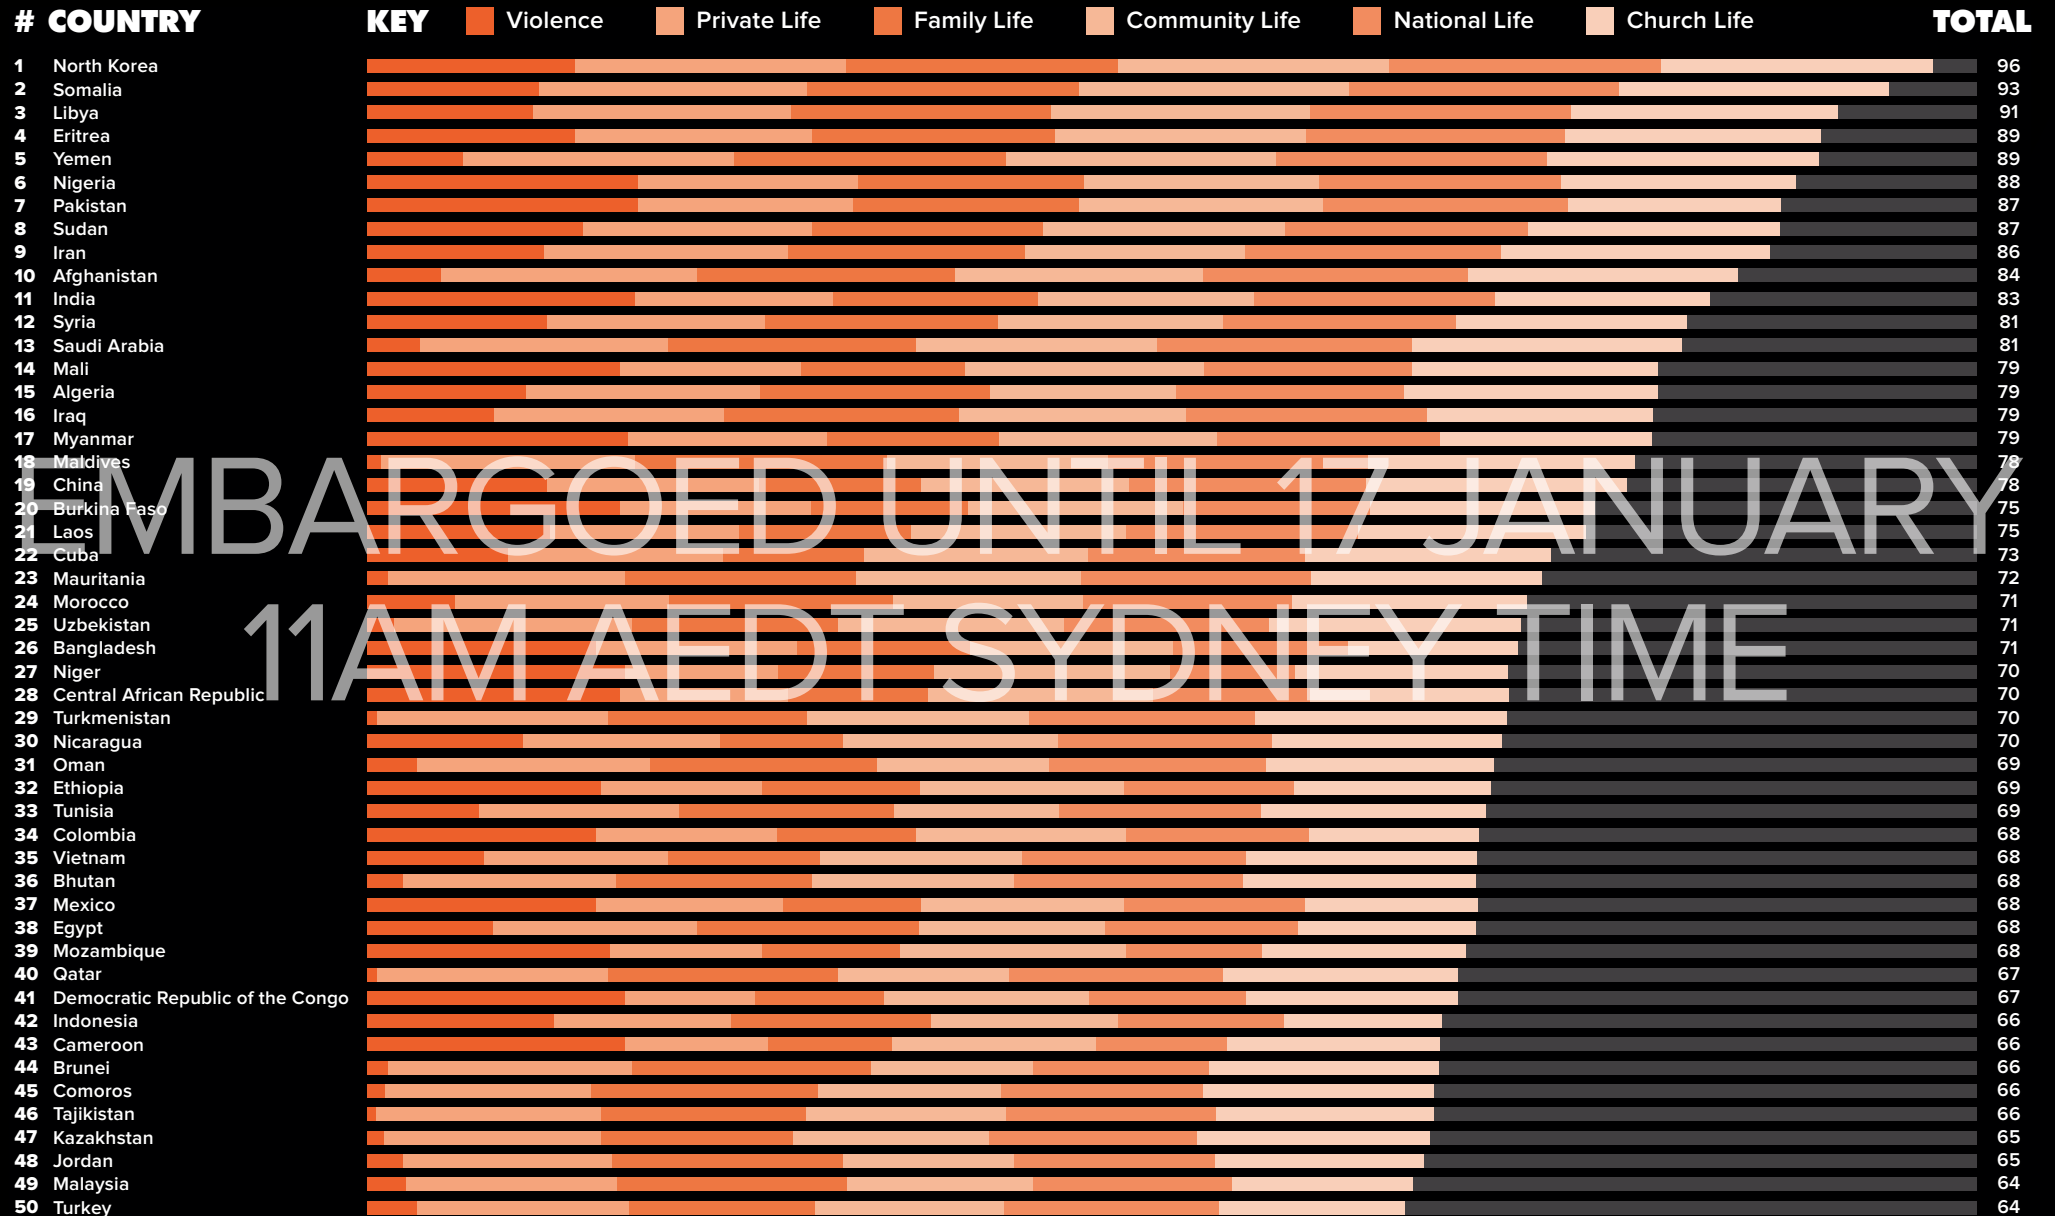 # COUNTRY KEY Violence Private Life Family Life Community Life National Life Church Life TOTAL
1 North Korea 96
2 Somalia 93
3 Libya 91
4 Eritrea 89
5 Yemen 89
6 Nigeria 88
7 Pakistan 87
8 Sudan 87
9 Iran 86
10 Afghanistan 84
11 India 83
12 Syria 81
13 Saudi Arabia 81
14 Mali 79
15 Algeria 79
16 Iraq 79
17 Myanmar 79
18 Maldives 78
19 China 78
20 Burkina Faso 75
21 Laos 75
22 Cuba 73
EMBARGOED UNTIL 17 JANUARY
23 Mauritania 72
24 Morocco 71
25 Uzbekistan 71
26 Bangladesh 71
27 Niger 70
28 Central African Republic 70
11AM AEDT SYDNEY TIME
29 Turkmenistan 70
30 Nicaragua 70
31 Oman 69
32 Ethiopia 69
33 Tunisia 69
34 Colombia 68
35 Vietnam 68
36 Bhutan 68
37 Mexico 68
38 Egypt 68
39 Mozambique 68
40 Qatar 67
41 Democratic Republic of the Congo 67
42 Indonesia 66
43 Cameroon 66
44 Brunei 66
45 Comoros 66
46 Tajikistan 66
47 Kazakhstan 65
48 Jordan 65
49 Malaysia 64
50 Turkey 64